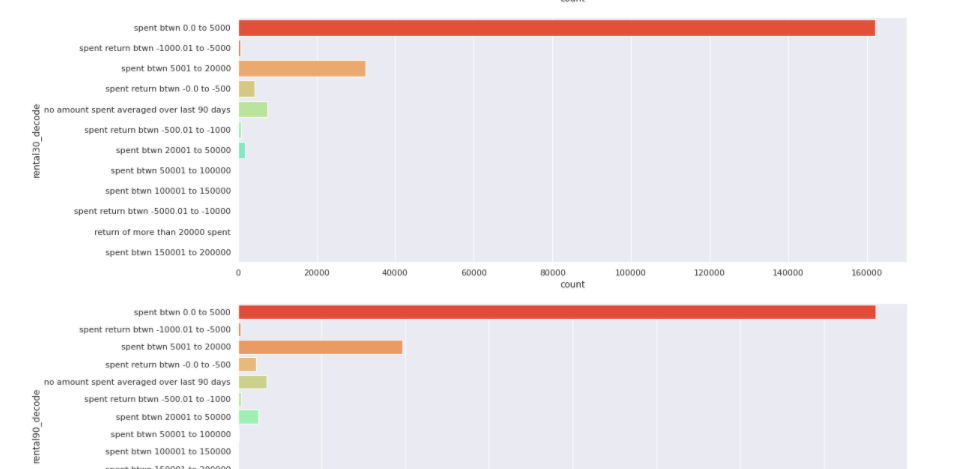 count
spent btwn 0.0 to 5000
spent return btwn -1000.01 to -5000
spent btwn 5001 to 20000
spent return btwn -0.0 to -500
no amount spent averaged over last 90 days
spent return btwn -500.01 to -1000
spent btwn 20001 to 50000
spent btwn 50001 to 100000
spent btwn 100001 to 150000
spent return btwn -5000.01 to -10000
return of more than 20000 spent
spent btwn 150001 to 200000
rental30_decode
0 20000 40000 60000 80000 100000 120000 140000 160000
count
spent btwn 0.0 to 5000
spent return btwn -1000.01 to -5000
spent btwn 5001 to 20000
spent return btwn -0.0 to -500
no amount spent averaged over last 90 days
spent return btwn -500.01 to -1000
spent btwn 20001 to 50000
spent btwn 50001 to 100000
spent btwn 100001 to 150000
spent btwn 150001 to 200000
rental90_decode